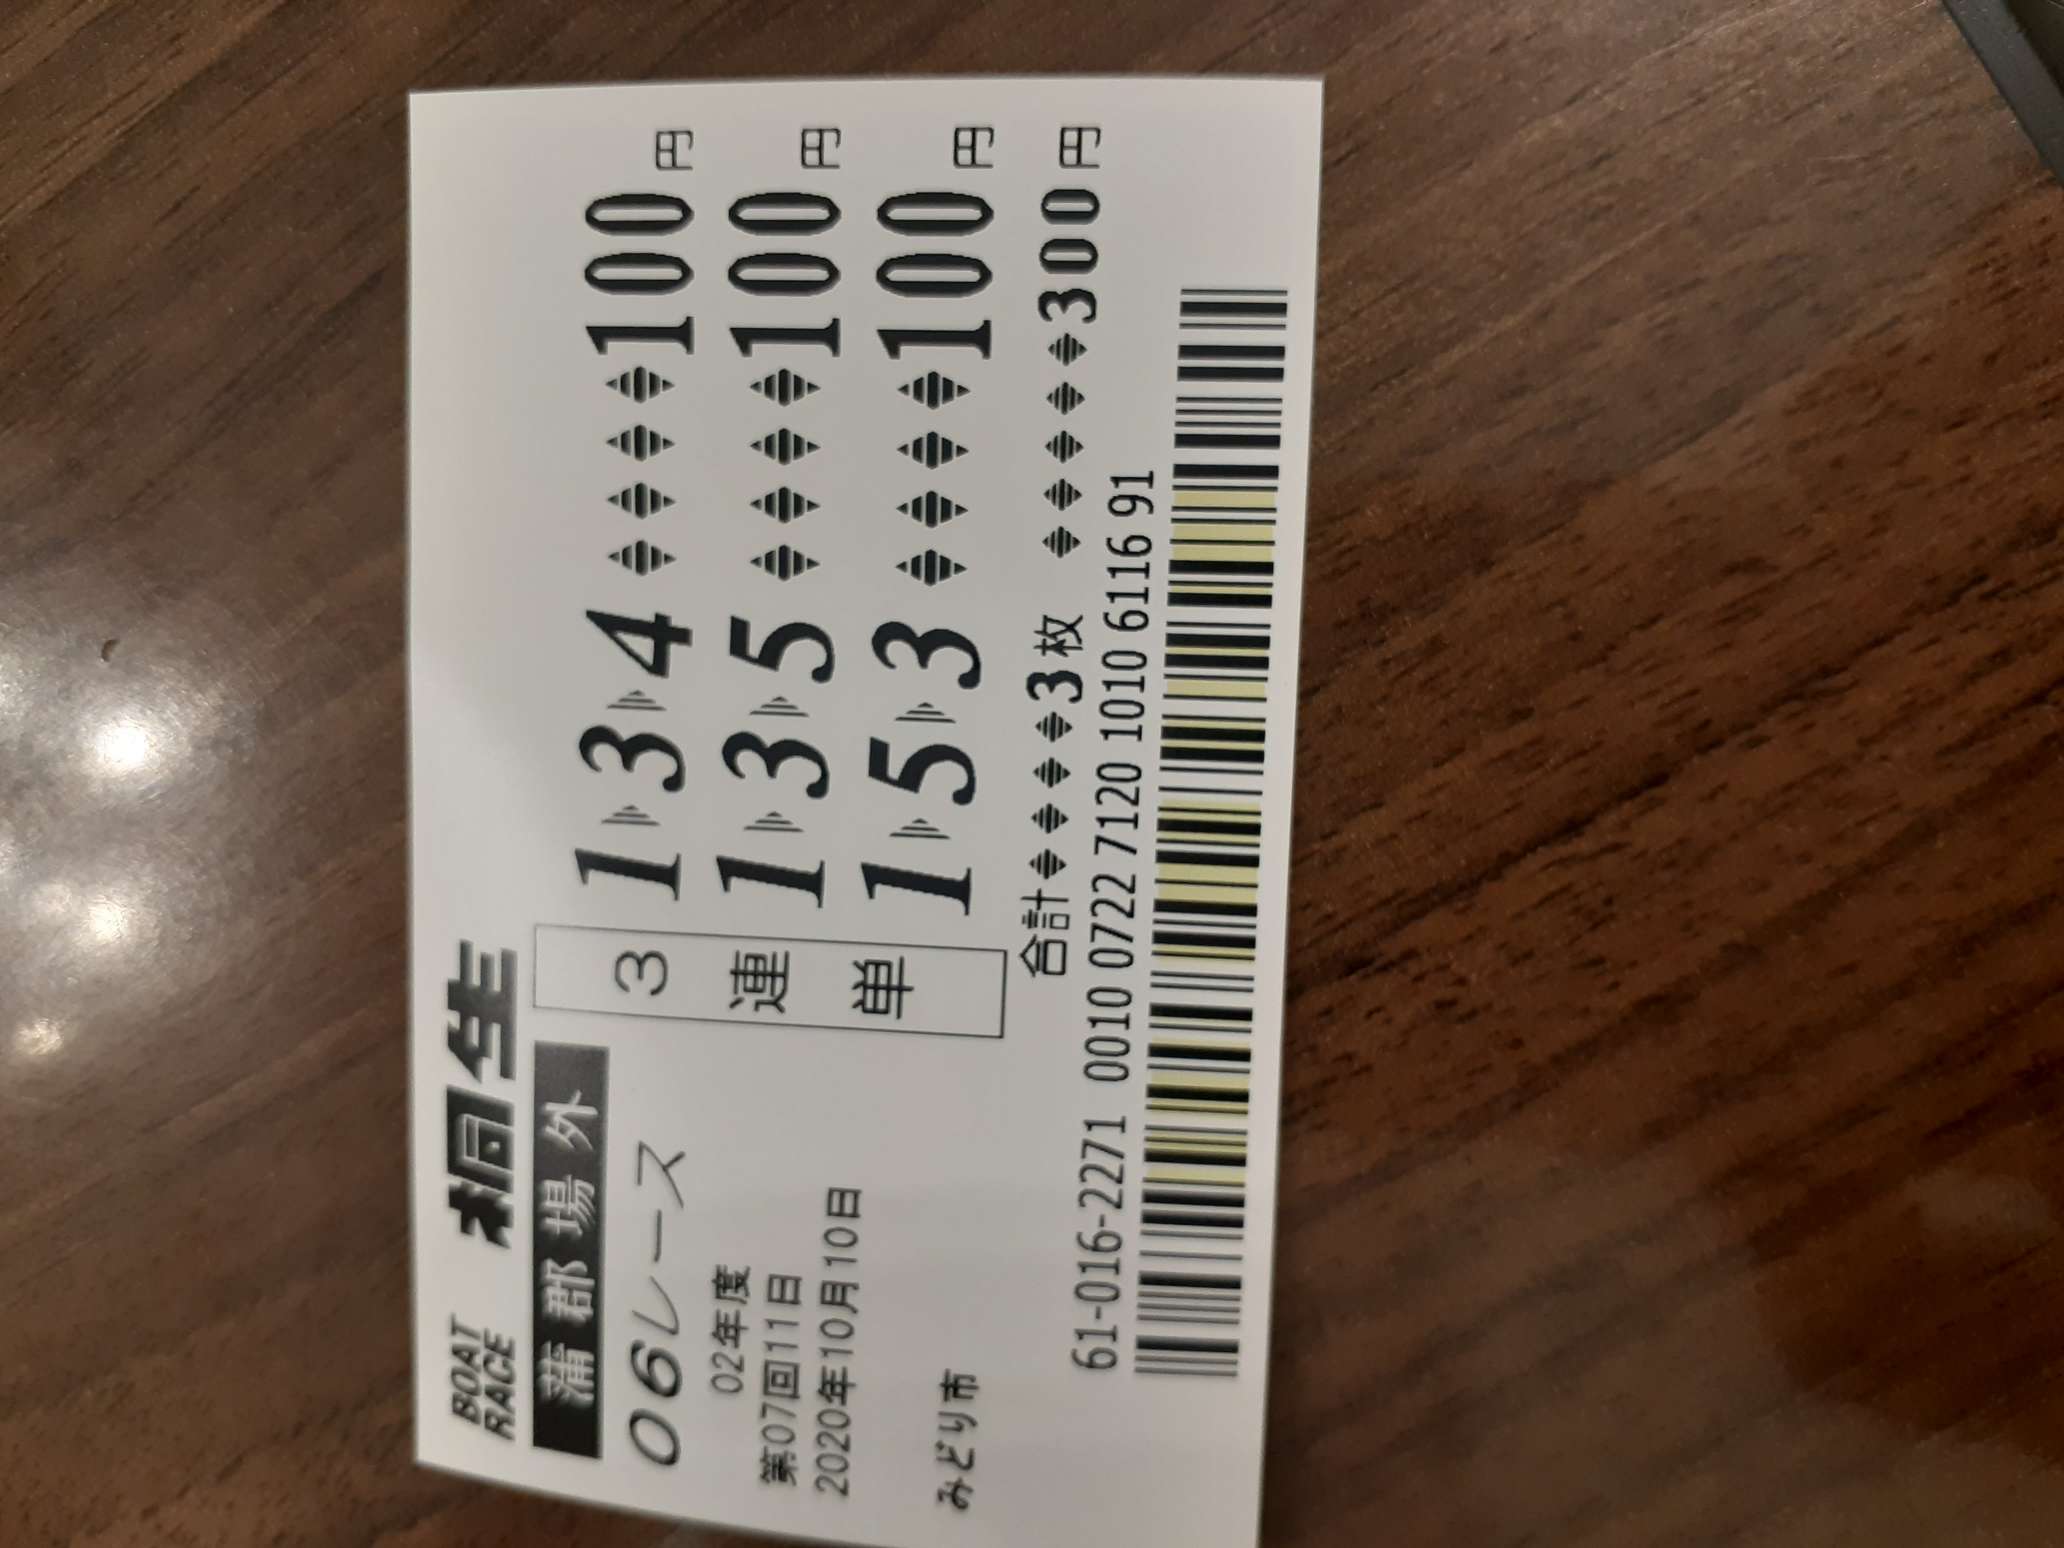 BOAT RACE 桐生
蒲郡場外
06レース
02年度
第07回11日
2020年10月10日
みどり市
3連単
1 3 4 100円
1 3 5 100円
1 5 3 100円
合計 3枚 300円
61-016-2271 0010 0722 7120 1010 6116 91